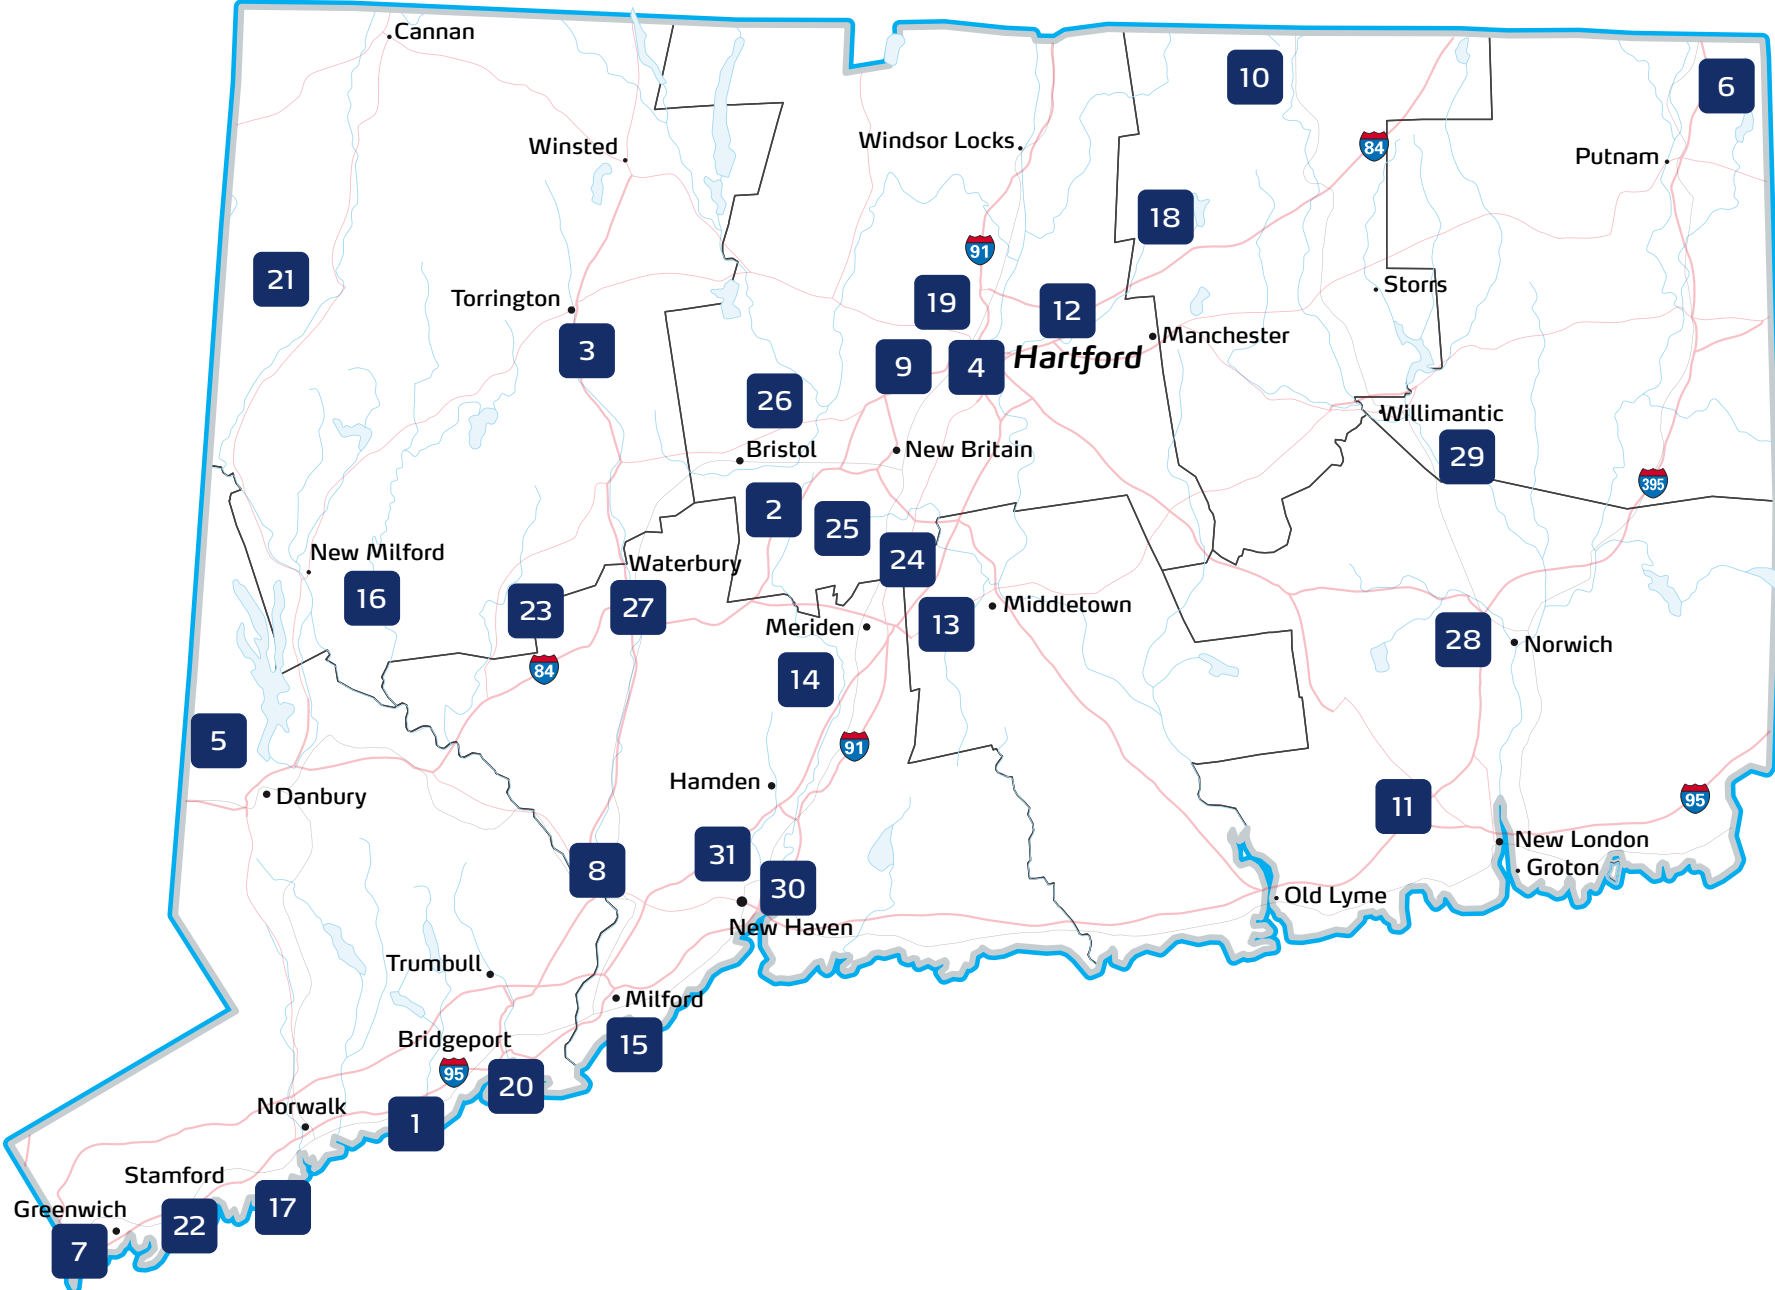 Cannan
10
6
Winsted
Windsor Locks
84
Putnam
18
91
21
Torrington
19
12
Storrs
3
9
4
Hartford
Manchester
26
Willimantic
Bristol
New Britain
29
395
2
25
New Milford
Waterbury
24
16
23
27
Meriden
13
Middletown
28
Norwich
84
14
5
91
Hamden
Danbury
11
95
New London
Groton
31
8
30
Old Lyme
New Haven
Trumbull
Milford
Bridgeport
15
95
20
Norwalk
1
Stamford
17
Greenwich
22
7